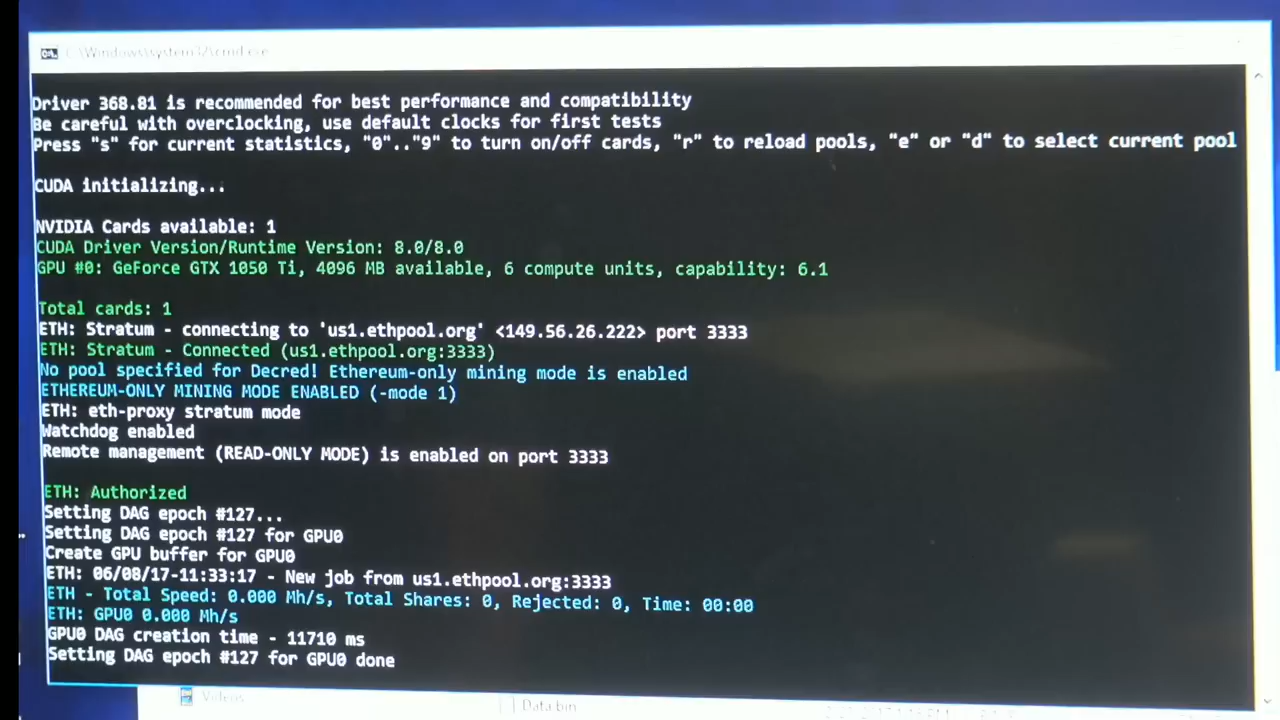 C:\Windows\system32\cmd.exe
Driver 368.81 is recommended for best performance and compatibility
Be careful with overclocking, use default clocks for first tests
Press "s" for current statistics, "0".."9" to turn on/off cards, "r" to reload pools, "e" or "d" to select current pool
CUDA initializing...
NVIDIA Cards available: 1
CUDA Driver Version/Runtime Version: 8.0/8.0
GPU #0: GeForce GTX 1050 Ti, 4096 MB available, 6 compute units, capability: 6.1
Total cards: 1
ETH: Stratum - connecting to 'us1.ethpool.org' <149.56.26.222> port 3333
ETH: Stratum - Connected (us1.ethpool.org:3333)
No pool specified for Decred! Ethereum-only mining mode is enabled
ETHEREUM-ONLY MINING MODE ENABLED (-mode 1)
ETH: eth-proxy stratum mode
Watchdog enabled
Remote management (READ-ONLY MODE) is enabled on port 3333
ETH: Authorized
Setting DAG epoch #127...
Setting DAG epoch #127 for GPU0
Create GPU buffer for GPU0
ETH: 06/08/17-11:33:17 - New job from us1.ethpool.org:3333
ETH - Total Speed: 0.000 Mh/s, Total Shares: 0, Rejected: 0, Time: 00:00
ETH: GPU0 0.000 Mh/s
GPU0 DAG creation time - 11710 ms
Setting DAG epoch #127 for GPU0 done
Videos
Data.bin